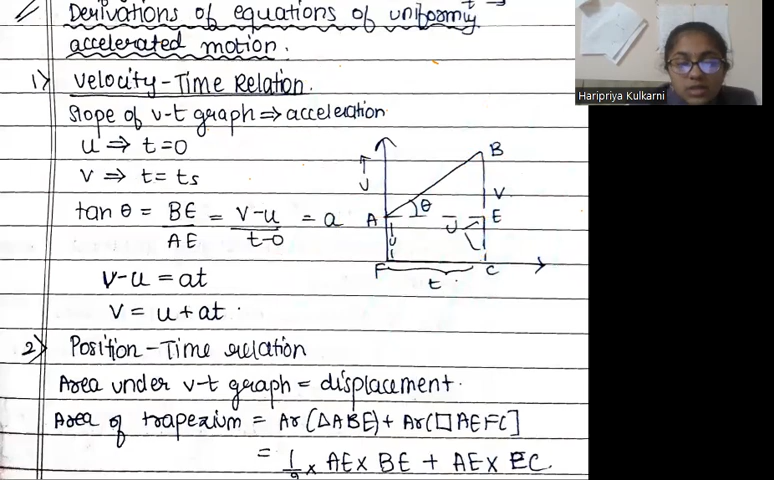 Derivations of equations of uniformly
accelerated motion.
1) Velocity-Time Relation.
Slope of v-t graph ⇒ acceleration
u ⇒ t=0
v ⇒ t=ts
tan θ = BE/AE = v-u/t-0 = a
v-u = at
v = u+at.
B
v
A
θ
E
u
v
u
F
C
t
2) Position-Time relation
Area under v-t graph = displacement.
Area of trapezium = Ar(△ABE) + Ar(□AEFC]
= 1/2 × AE × BE + AE × EC
Haripriya Kulkarni